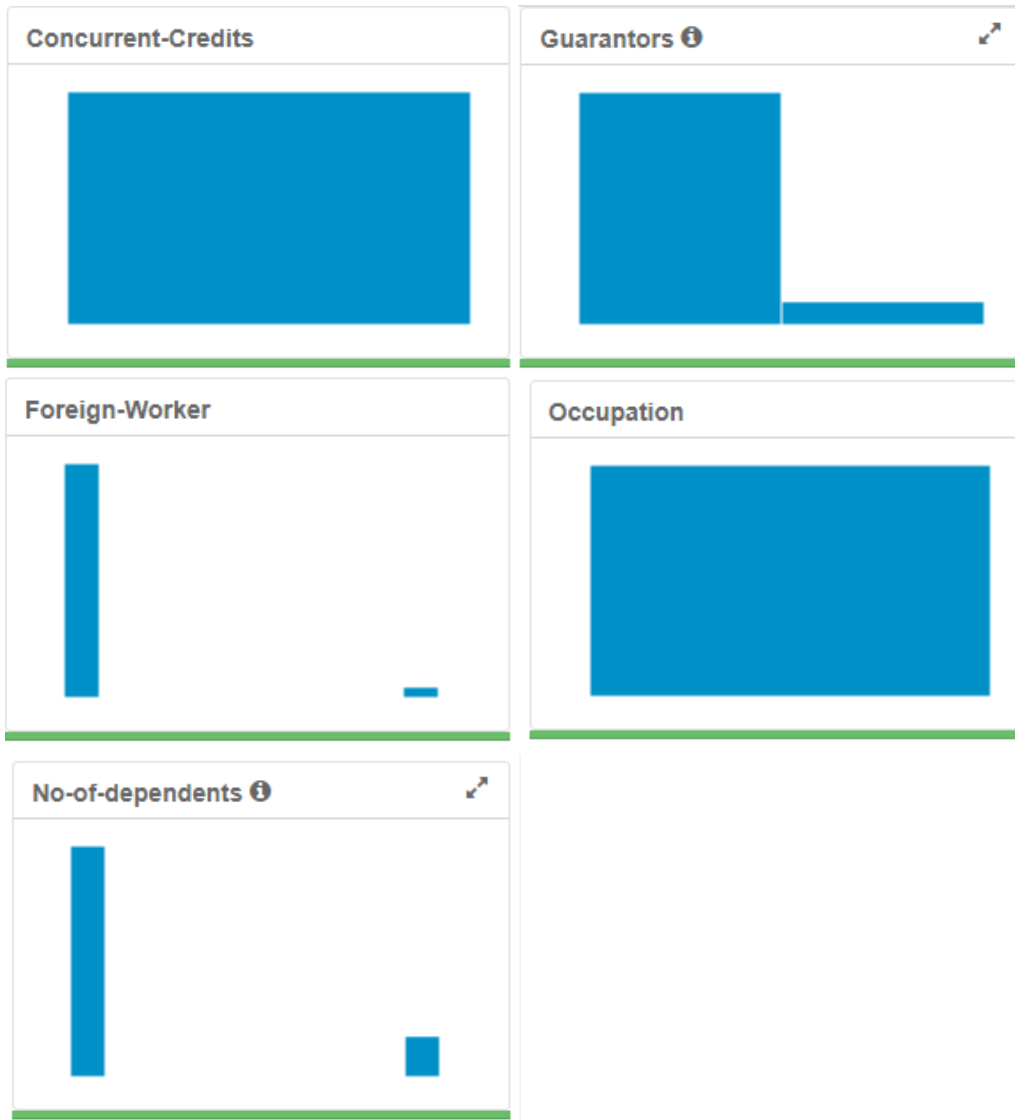 Concurrent-Credits
Guarantors
Foreign-Worker
Occupation
No-of-dependents